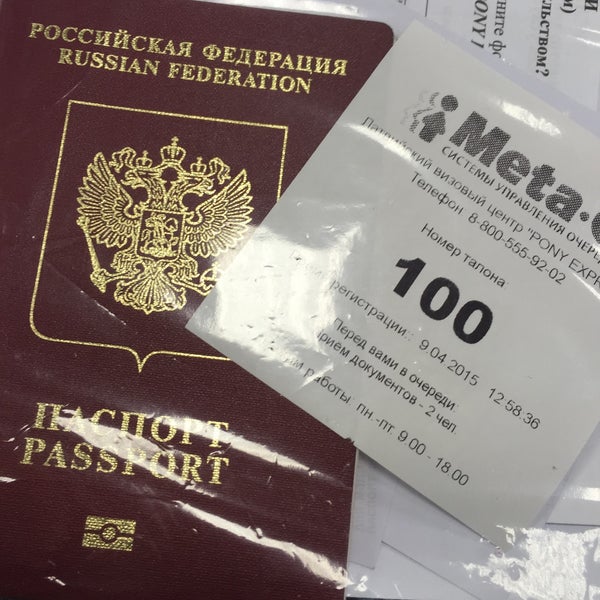 РОССИЙСКАЯ ФЕДЕРАЦИЯ
RUSSIAN FEDERATION
ПАСПОРТ
PASSPORT
Meta
СИСТЕМЫ УПРАВЛЕНИЯ
Латвийский визовый центр "PONY
Телефон 8-800-555-92-02
Номер талона:
100
регистрации: 9.04.2015 12:58:36
Перед вами в очереди:
прием документов - 2 чел.
работы: пн.-пт. 9.00 - 18.00